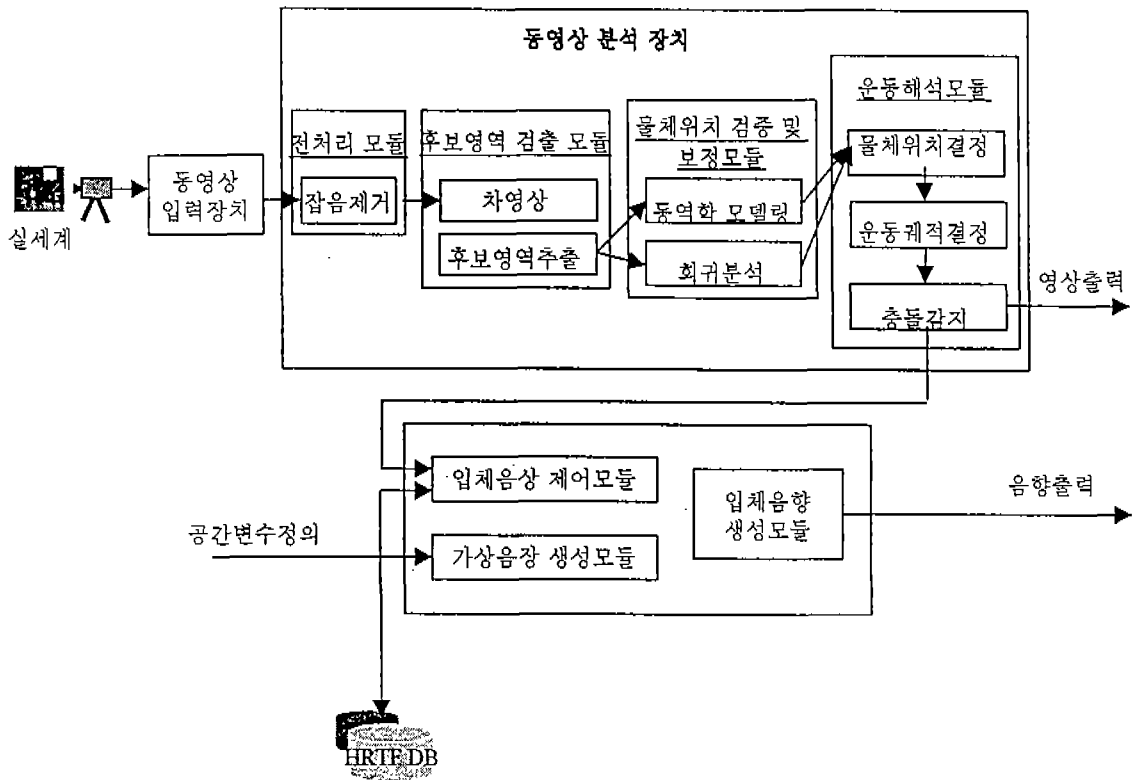 동영상 분석 장치
운동해석모듈
전처리 모듈
후보영역 검출 모듈
물체위치 검증 및
보정모듈
물체위치결정
동영상
입력장치
잡음제거
차영상
동역학 모델링
실세계
후보영역추출
회귀분석
운동궤적결정
영상출력
충돌감지
입체음상 제어모듈
입체음향
생성모듈
음향출력
공간변수정의
가상음장 생성모듈
HRTF DB